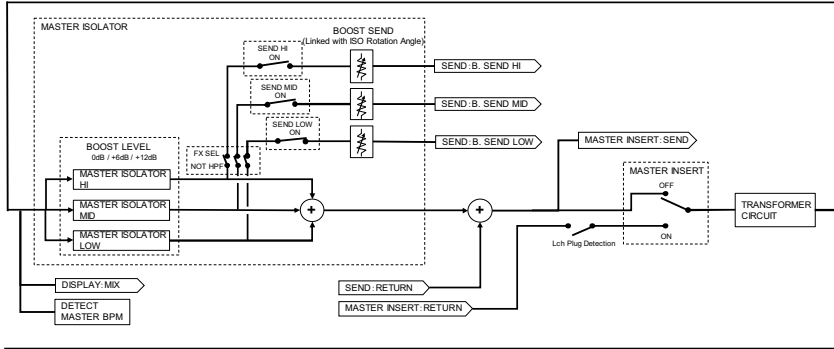 MASTER ISOLATOR
BOOST SEND
(Linked with ISO Rotation Angle)
SEND HI
ON
SEND: B. SEND HI
SEND MID
ON
SEND: B. SEND MID
SEND LOW
ON
SEND: B. SEND LOW
BOOST LEVEL
0dB / +6dB / +12dB
FX SEL
NOT HPF
MASTER ISOLATOR
HI
MASTER ISOLATOR
MID
MASTER ISOLATOR
LOW
+
+
MASTER INSERT: SEND
MASTER INSERT
OFF
ON
TRANSFORMER
CIRCUIT
Lch Plug Detection
DISPLAY: MIX
DETECT
MASTER BPM
SEND: RETURN
MASTER INSERT: RETURN